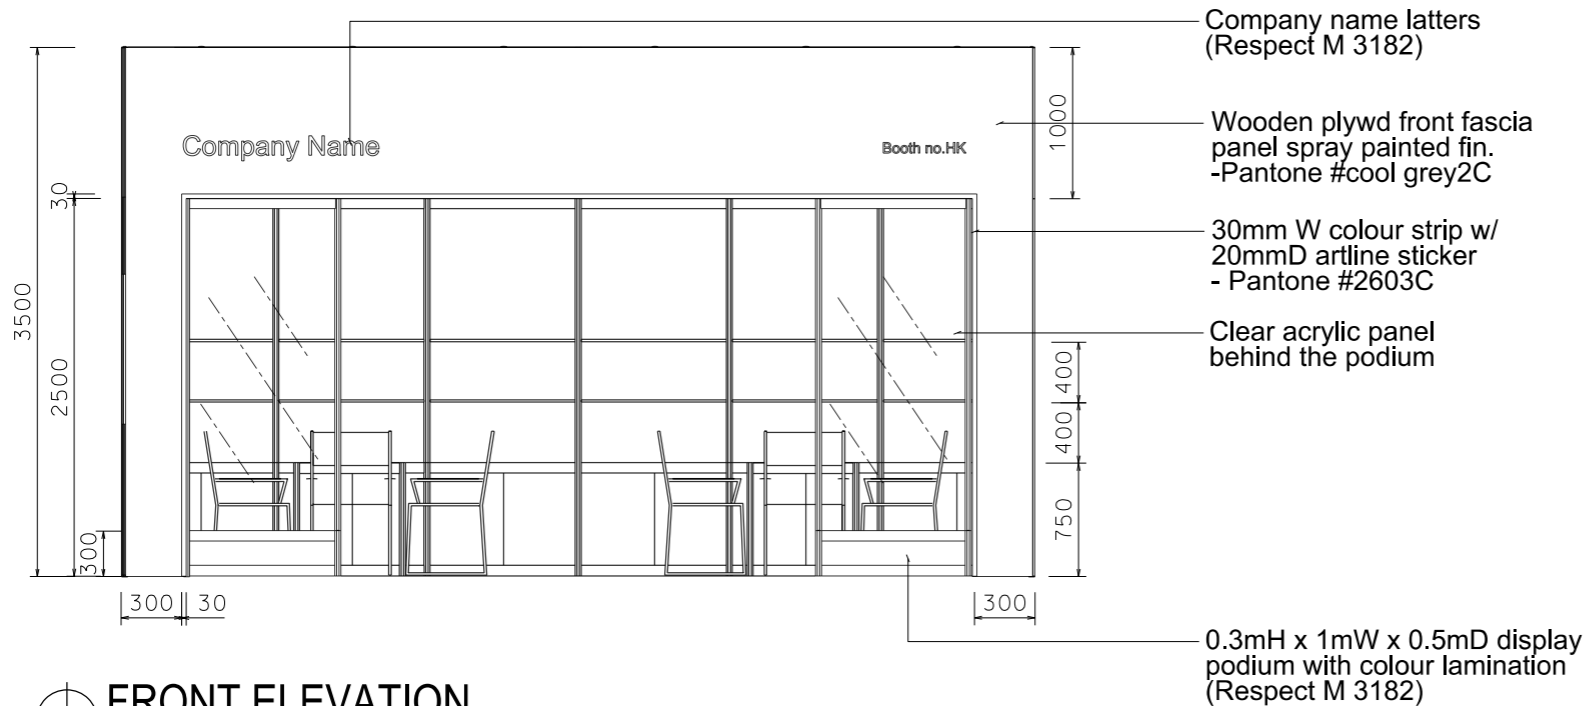 Company name latters
(Respect M 3182)
Wooden plywd front fascia
panel spray painted fin.
-Pantone #cool grey2C
30mm W colour strip w/
20mmD artline sticker
- Pantone #2603C
Clear acrylic panel
behind the podium
0.3mH x 1mW x 0.5mD display
podium with colour lamination
(Respect M 3182)
Company Name
Booth no.HK
3500
30
2500
300
300
30
300
1000
400
400
750
FRONT ELEVATION